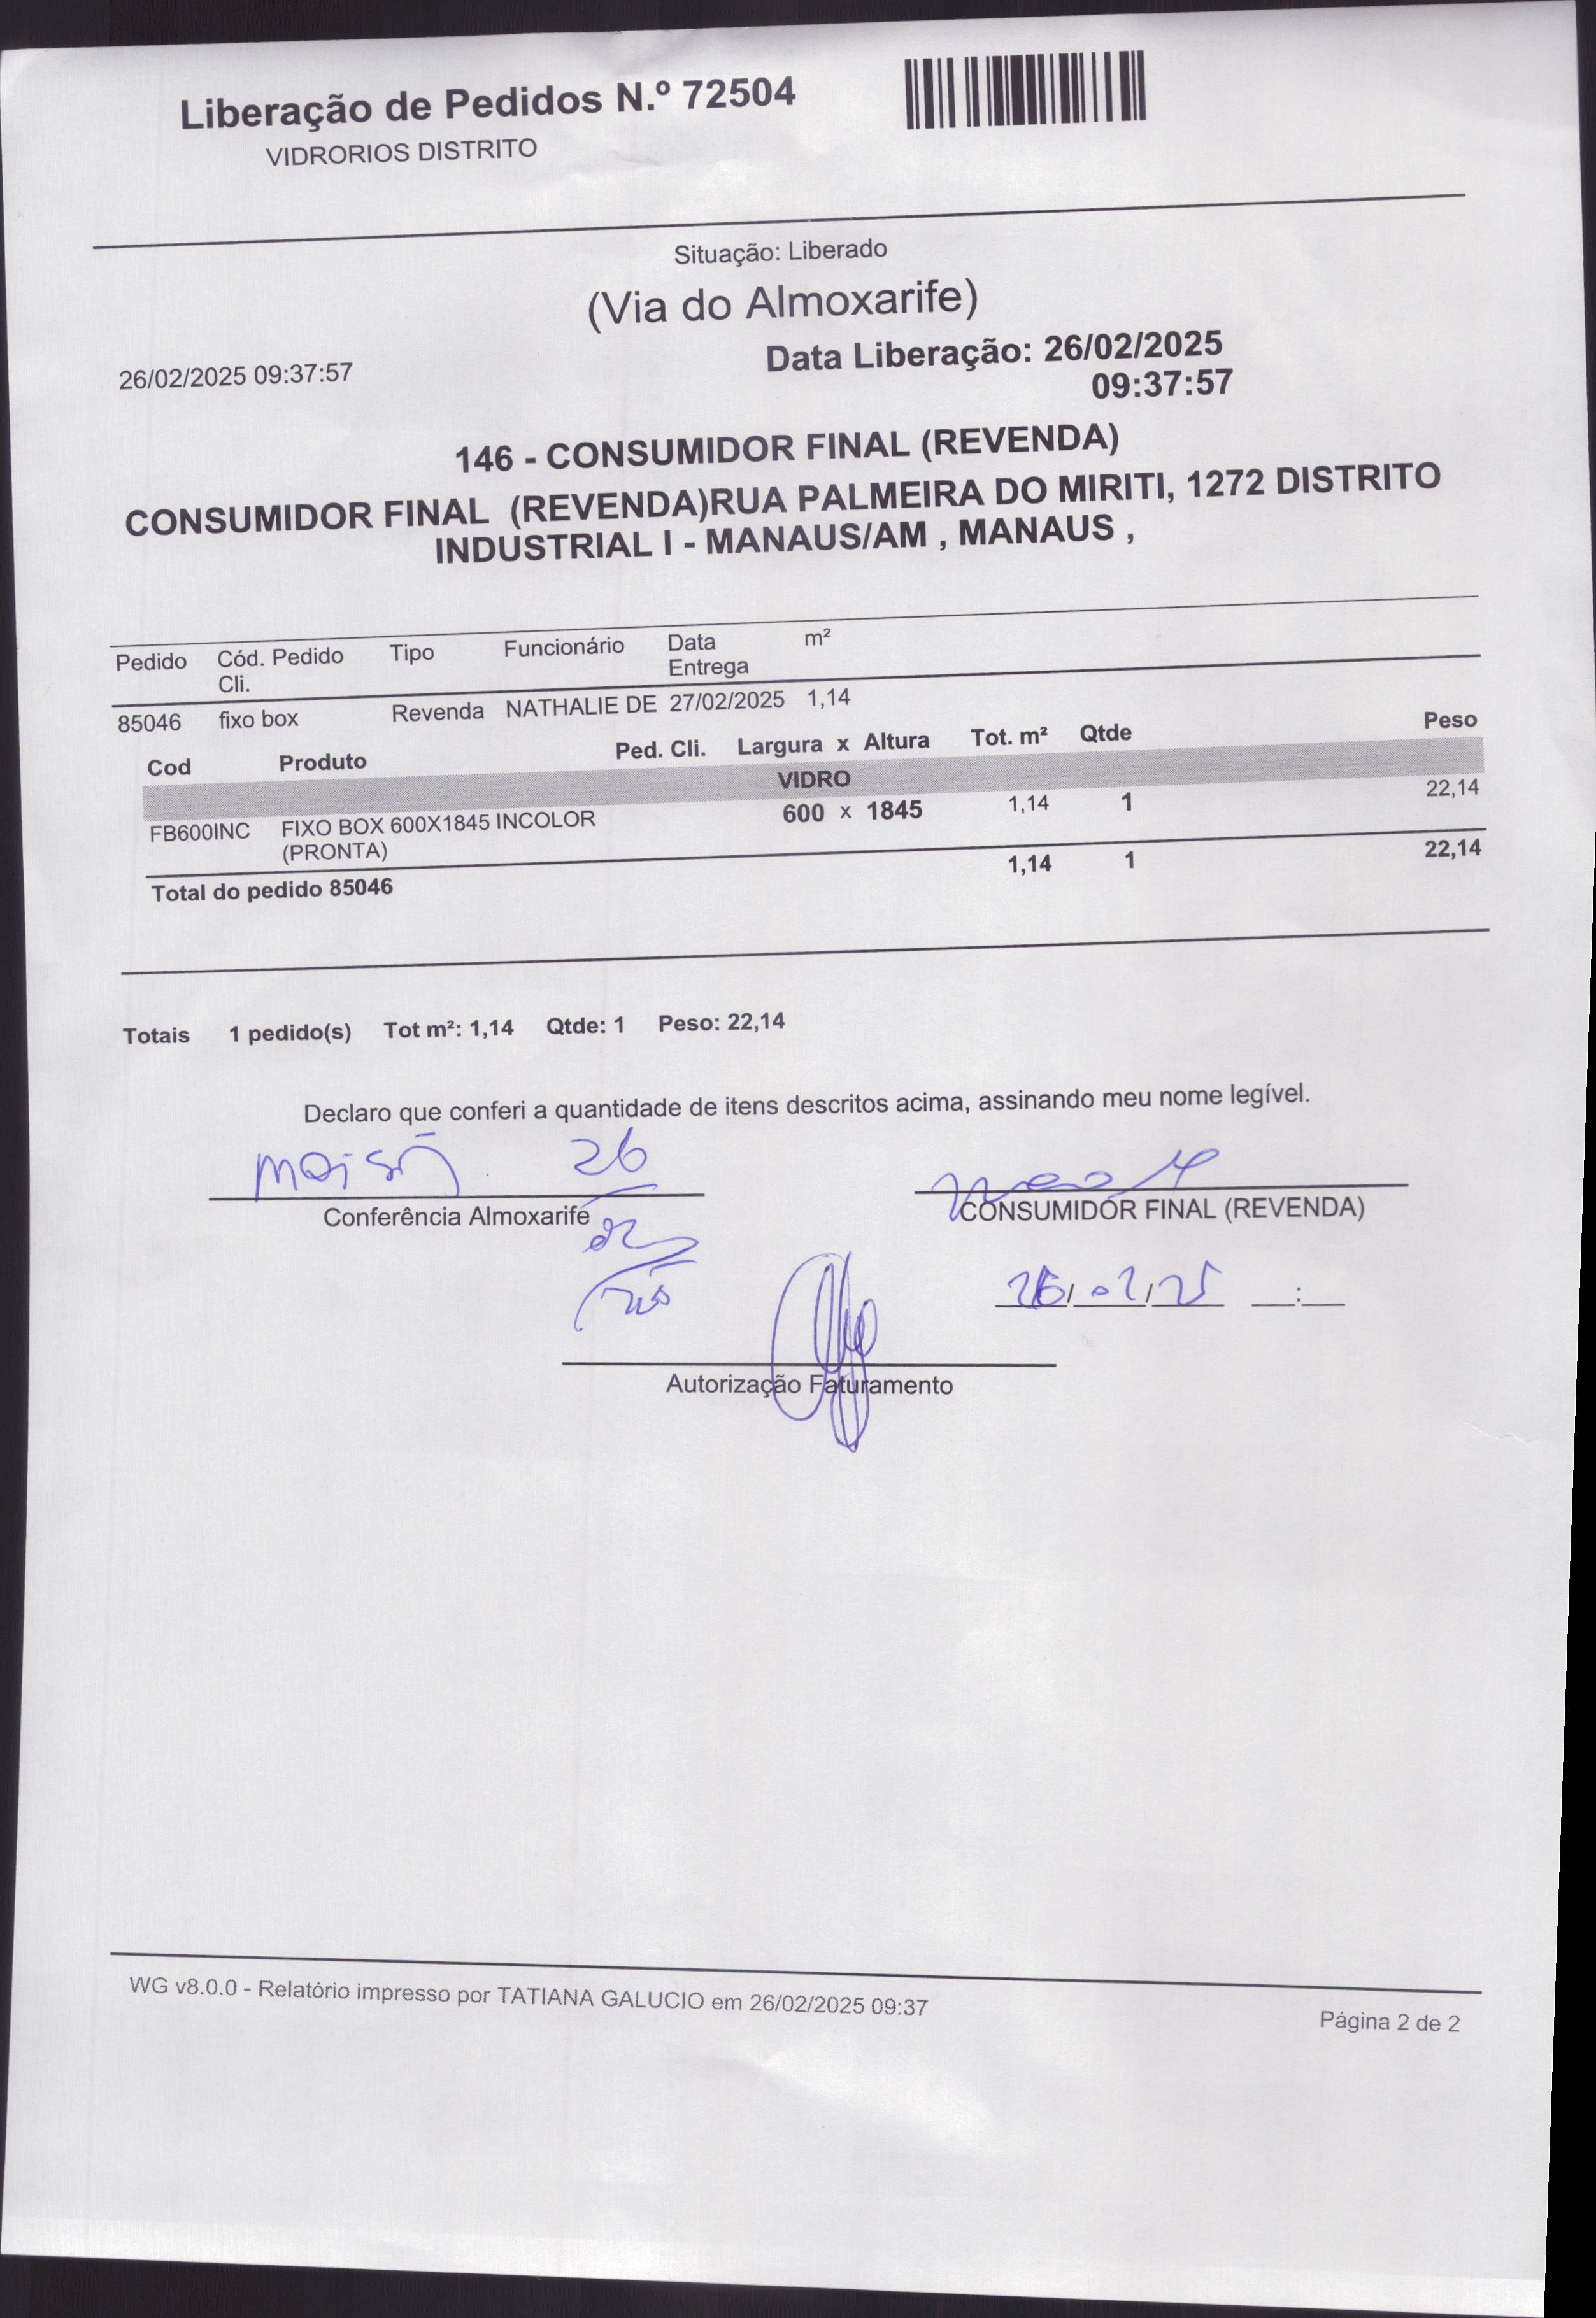 Liberação de Pedidos N.º 72504
VIDRORIOS DISTRITO
Situação: Liberado
(Via do Almoxarife)
26/02/2025 09:37:57
Data Liberação: 26/02/2025
09:37:57
146 - CONSUMIDOR FINAL (REVENDA)
CONSUMIDOR FINAL (REVENDA)RUA PALMEIRA DO MIRITI, 1272 DISTRITO
INDUSTRIAL I - MANAUS/AM , MANAUS ,
Pedido Cód. Pedido Cli. Tipo Funcionário Data Entrega m²
85046 fixo box Revenda NATHALIE DE 27/02/2025 1,14
Cod Produto Ped. Cli. Largura x Altura Tot. m² Qtde Peso
VIDRO
FB600INC FIXO BOX 600X1845 INCOLOR 600 x 1845 1,14 1 22,14
(PRONTA)
Total do pedido 85046 1,14 1 22,14
Totais 1 pedido(s) Tot m²: 1,14 Qtde: 1 Peso: 22,14
Declaro que conferi a quantidade de itens descritos acima, assinando meu nome legível.
26
Conferência Almoxarife
CONSUMIDOR FINAL (REVENDA)
02
26/02/25 __:__
Autorização Faturamento
WG v8.0.0 - Relatório impresso por TATIANA GALUCIO em 26/02/2025 09:37
Página 2 de 2